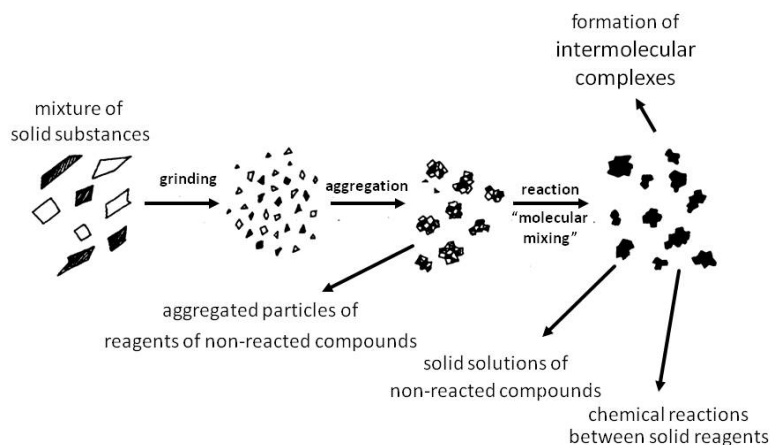 mixture of
solid substances
grinding
aggregation
reaction
“molecular
mixing”
formation of
intermolecular
complexes
aggregated particles of
reagents of non-reacted compounds
solid solutions of
non-reacted compounds
chemical reactions
between solid reagents